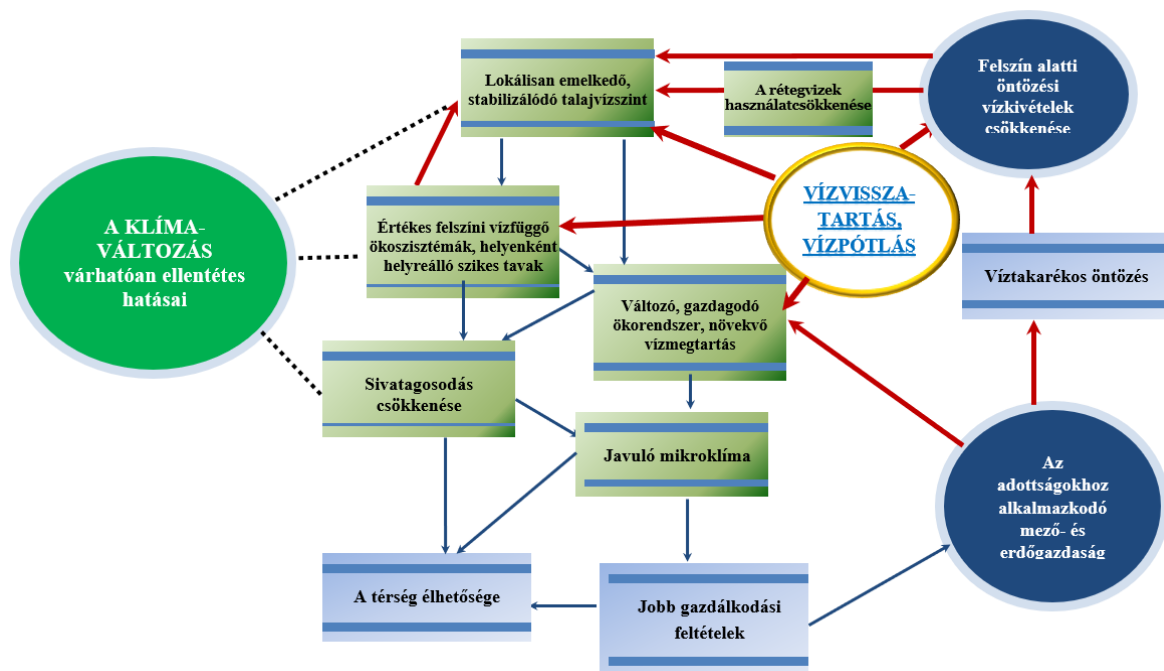 Lokálisan emelkedő,
stabilizálódó talajvízszint
A rétegvizek
használatcsökkenése
Felszín alatti
öntözési
vízkivételek
csökkenése
A KLÍMA-
VÁLTOZÁS
várhatóan ellentétes
hatásai
Értékes felszíni vízfüggő
ökoszisztémák, helyenként
helyreálló szikes tavak
VÍZVISSZA-
TARTÁS,
VÍZPÓTLÁS
Víztakarékos öntözés
Változó, gazdagodó
ökorendszer, növekvő
vízmegtartás
Sivatagosodás
csökkenése
Javuló mikroklíma
Az
adottságokhoz
alkalmazkodó
mező- és
erdőgazdaság
A térség élhetősége
Jobb gazdálkodási
feltételek